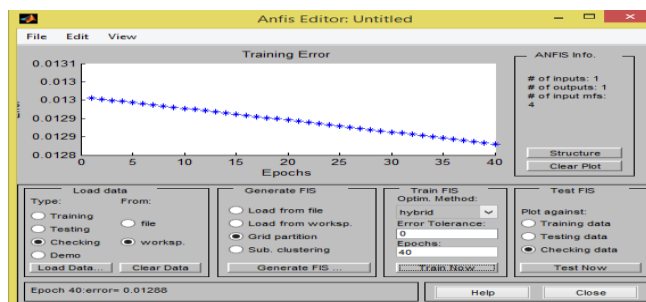 Anfis Editor: Untitled
File Edit View
Training Error
0.0131
0.013
0.013
0.0129
0.0129
0.0128
0 5 10 15 20 25 30 35 40
Epochs
ANFIS Info.
# of inputs: 1
# of outputs: 1
# of input mfs:
4
Structure
Clear Plot
Load data
Type: From:
Training
Testing
Checking
Demo
file
worksp.
Load Data... Clear Data
Generate FIS
Load from file
Load from worksp.
Grid partition
Sub. clustering
Generate FIS ...
Train FIS
Optim. Method:
hybrid
Error Tolerance:
0
Epochs:
40
Train Now
Test FIS
Plot against:
Training data
Testing data
Checking data
Test Now
Epoch 40:error= 0.01288
Help Close